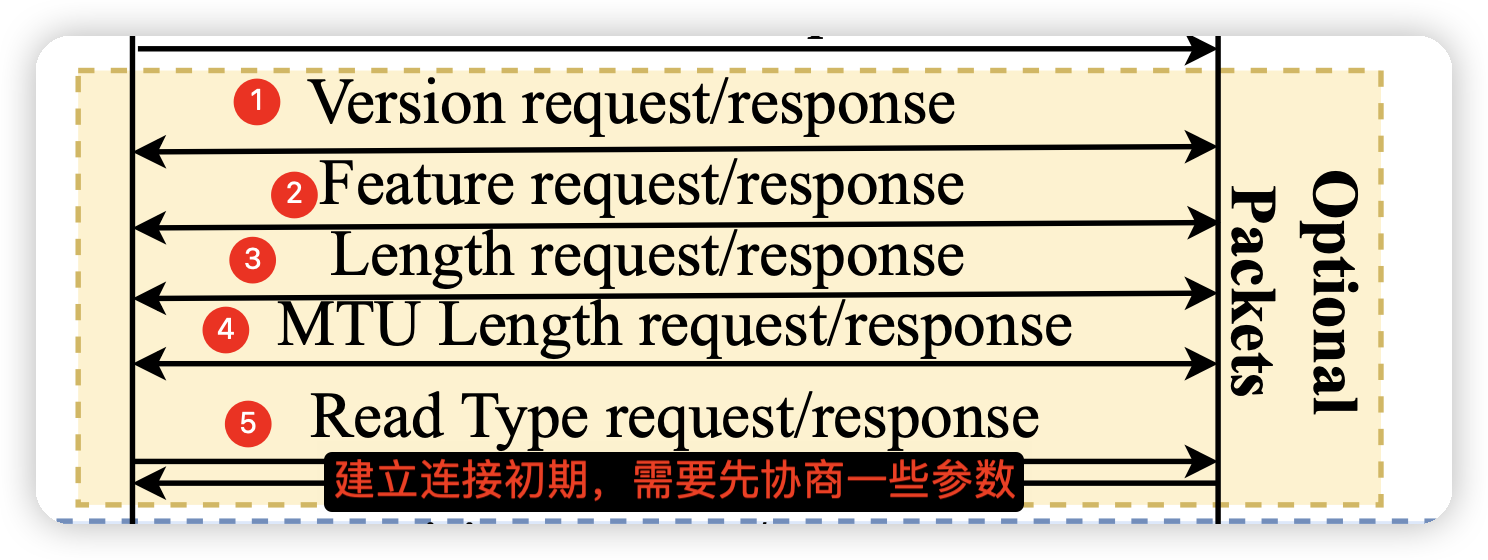 1 Version request/response
2 Feature request/response
3 Length request/response
4 MTU Length request/response
5 Read Type request/response
建立连接初期，需要先协商一些参数
Optional
Packets